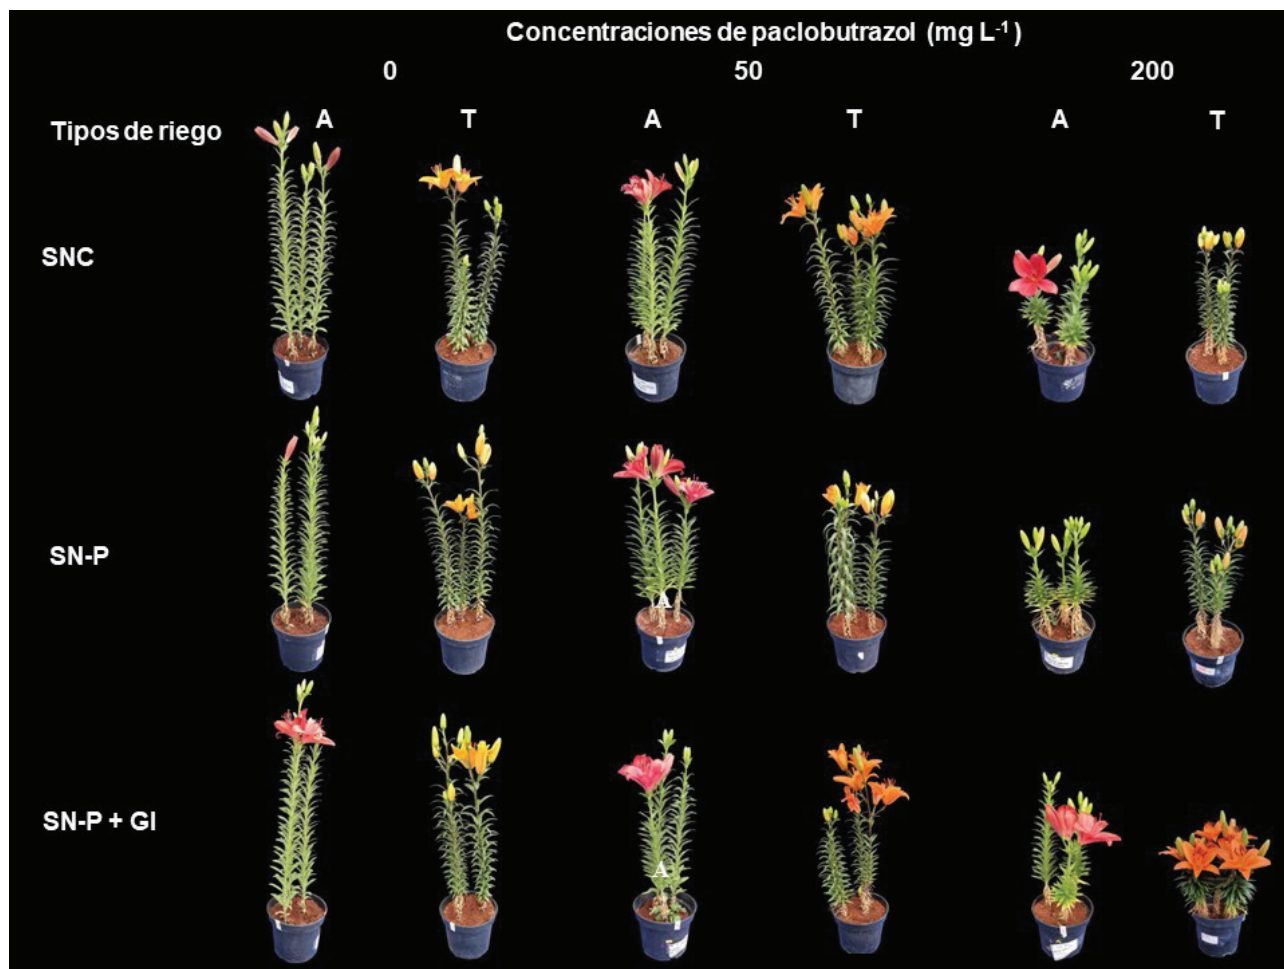 Concentraciones de paclobutrazol (mg L-1)
0 50 200
Tipos de riego A T A T A T
SNC
SN-P
A
SN-P + GI
A